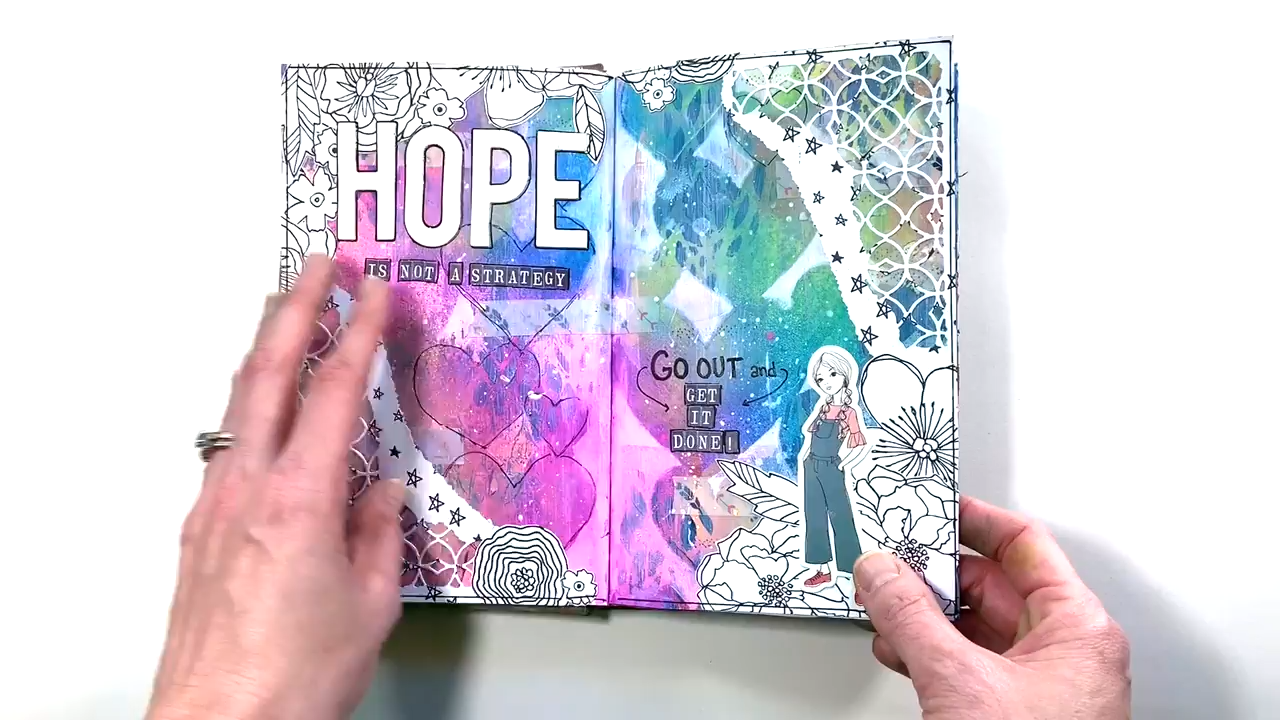 HOPE
IS NOT A STRATEGY
GO OUT and
GET
IT
DONE!